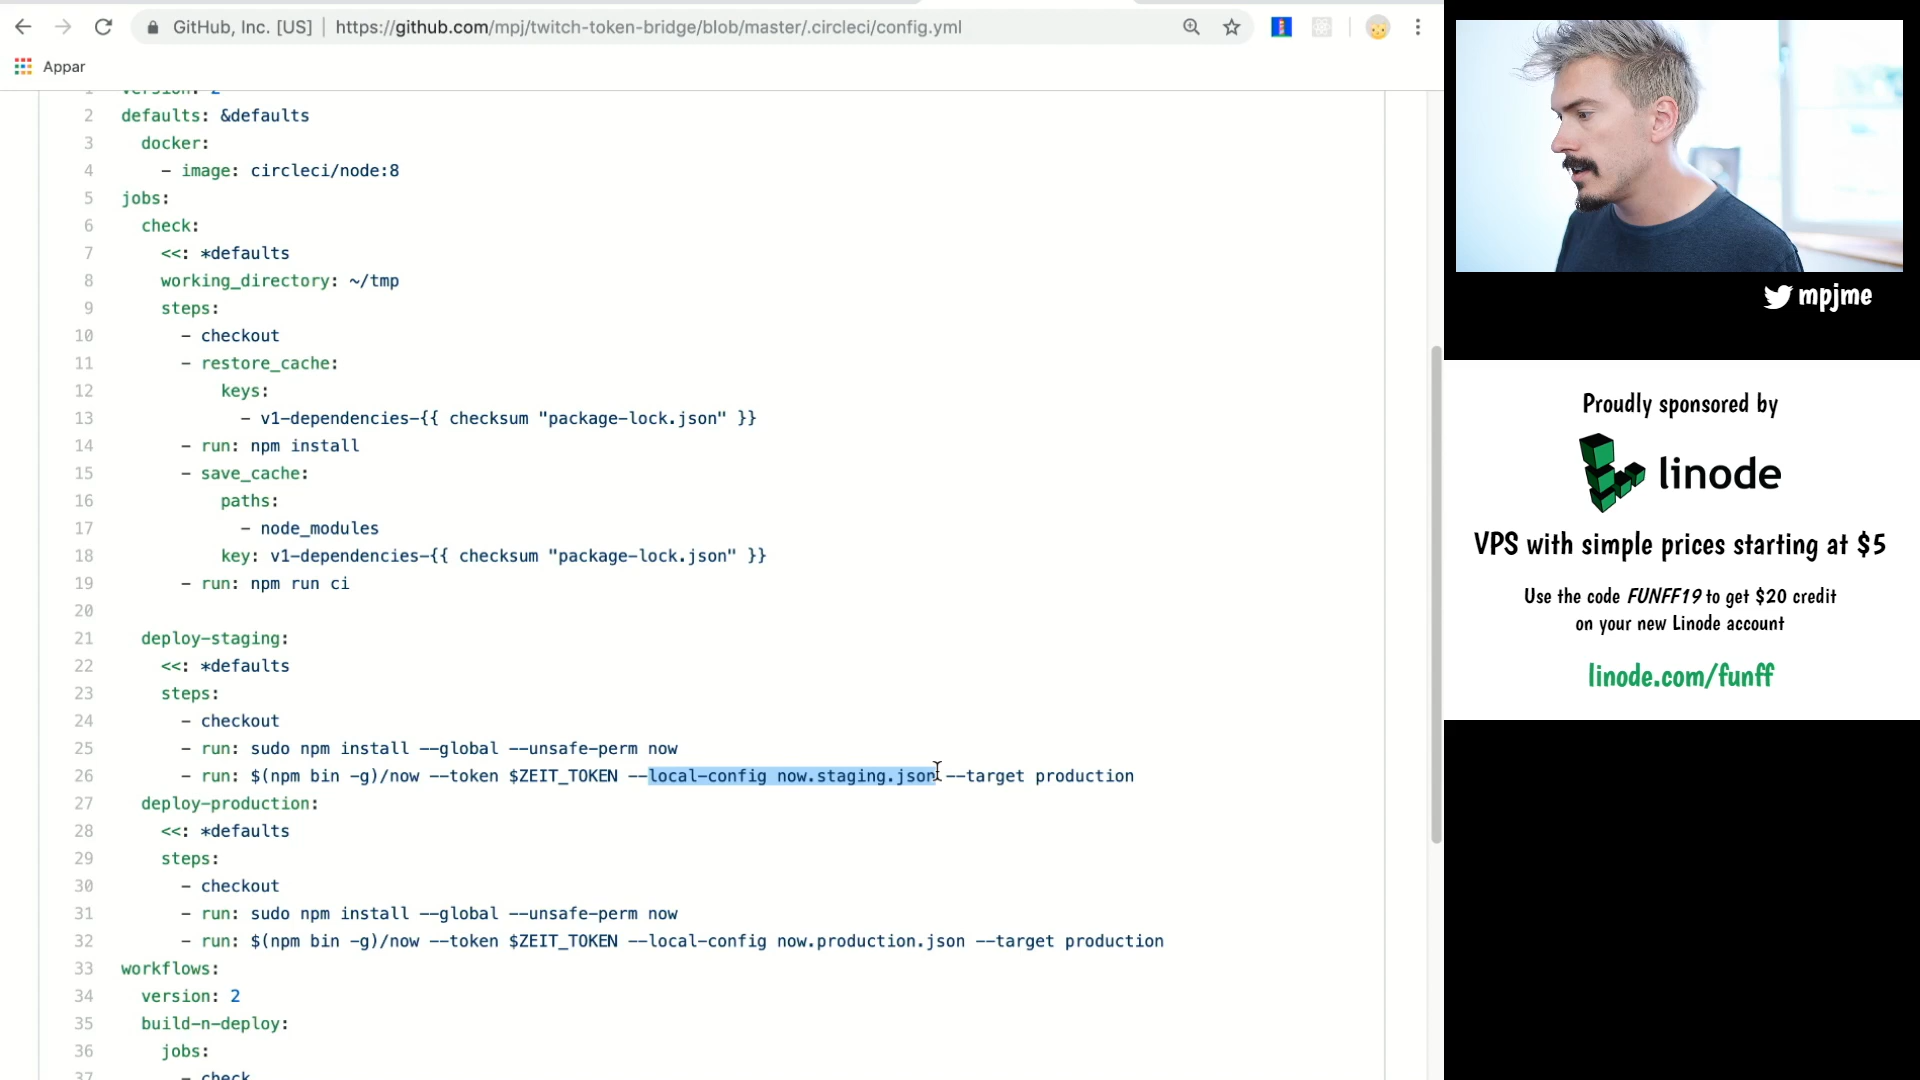 GitHub, Inc. [US] | https://github.com/mpj/twitch-token-bridge/blob/master/.circleci/config.yml
Appar
1 version: 2
2 defaults: &defaults
3 docker:
4 - image: circleci/node:8
5 jobs:
6 check:
7 <<: *defaults
8 working_directory: ~/tmp
9 steps:
10 - checkout
11 - restore_cache:
12 keys:
13 - v1-dependencies-{{ checksum "package-lock.json" }}
14 - run: npm install
15 - save_cache:
16 paths:
17 - node_modules
18 key: v1-dependencies-{{ checksum "package-lock.json" }}
19 - run: npm run ci
20
21 deploy-staging:
22 <<: *defaults
23 steps:
24 - checkout
25 - run: sudo npm install --global --unsafe-perm now
26 - run: $(npm bin -g)/now --token $ZEIT_TOKEN --local-config now.staging.json --target production
27 deploy-production:
28 <<: *defaults
29 steps:
30 - checkout
31 - run: sudo npm install --global --unsafe-perm now
32 - run: $(npm bin -g)/now --token $ZEIT_TOKEN --local-config now.production.json --target production
33 workflows:
34 version: 2
35 build-n-deploy:
36 jobs:
37 - check
mpjme
Proudly sponsored by
linode
VPS with simple prices starting at $5
Use the code FUNFF19 to get $20 credit
on your new Linode account
linode.com/funff